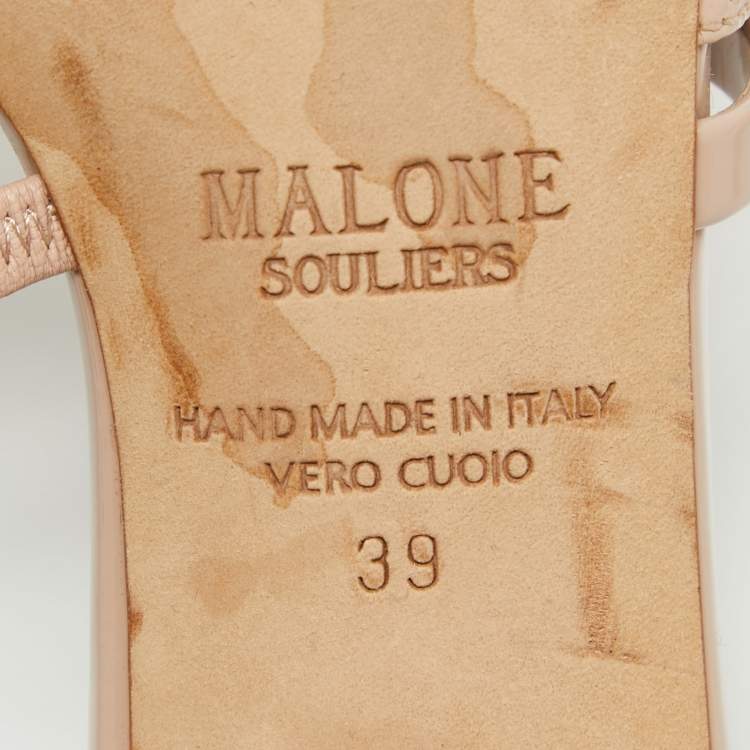 MALONE
SOULIERS
HAND MADE IN ITALY
VERO CUOIO
39